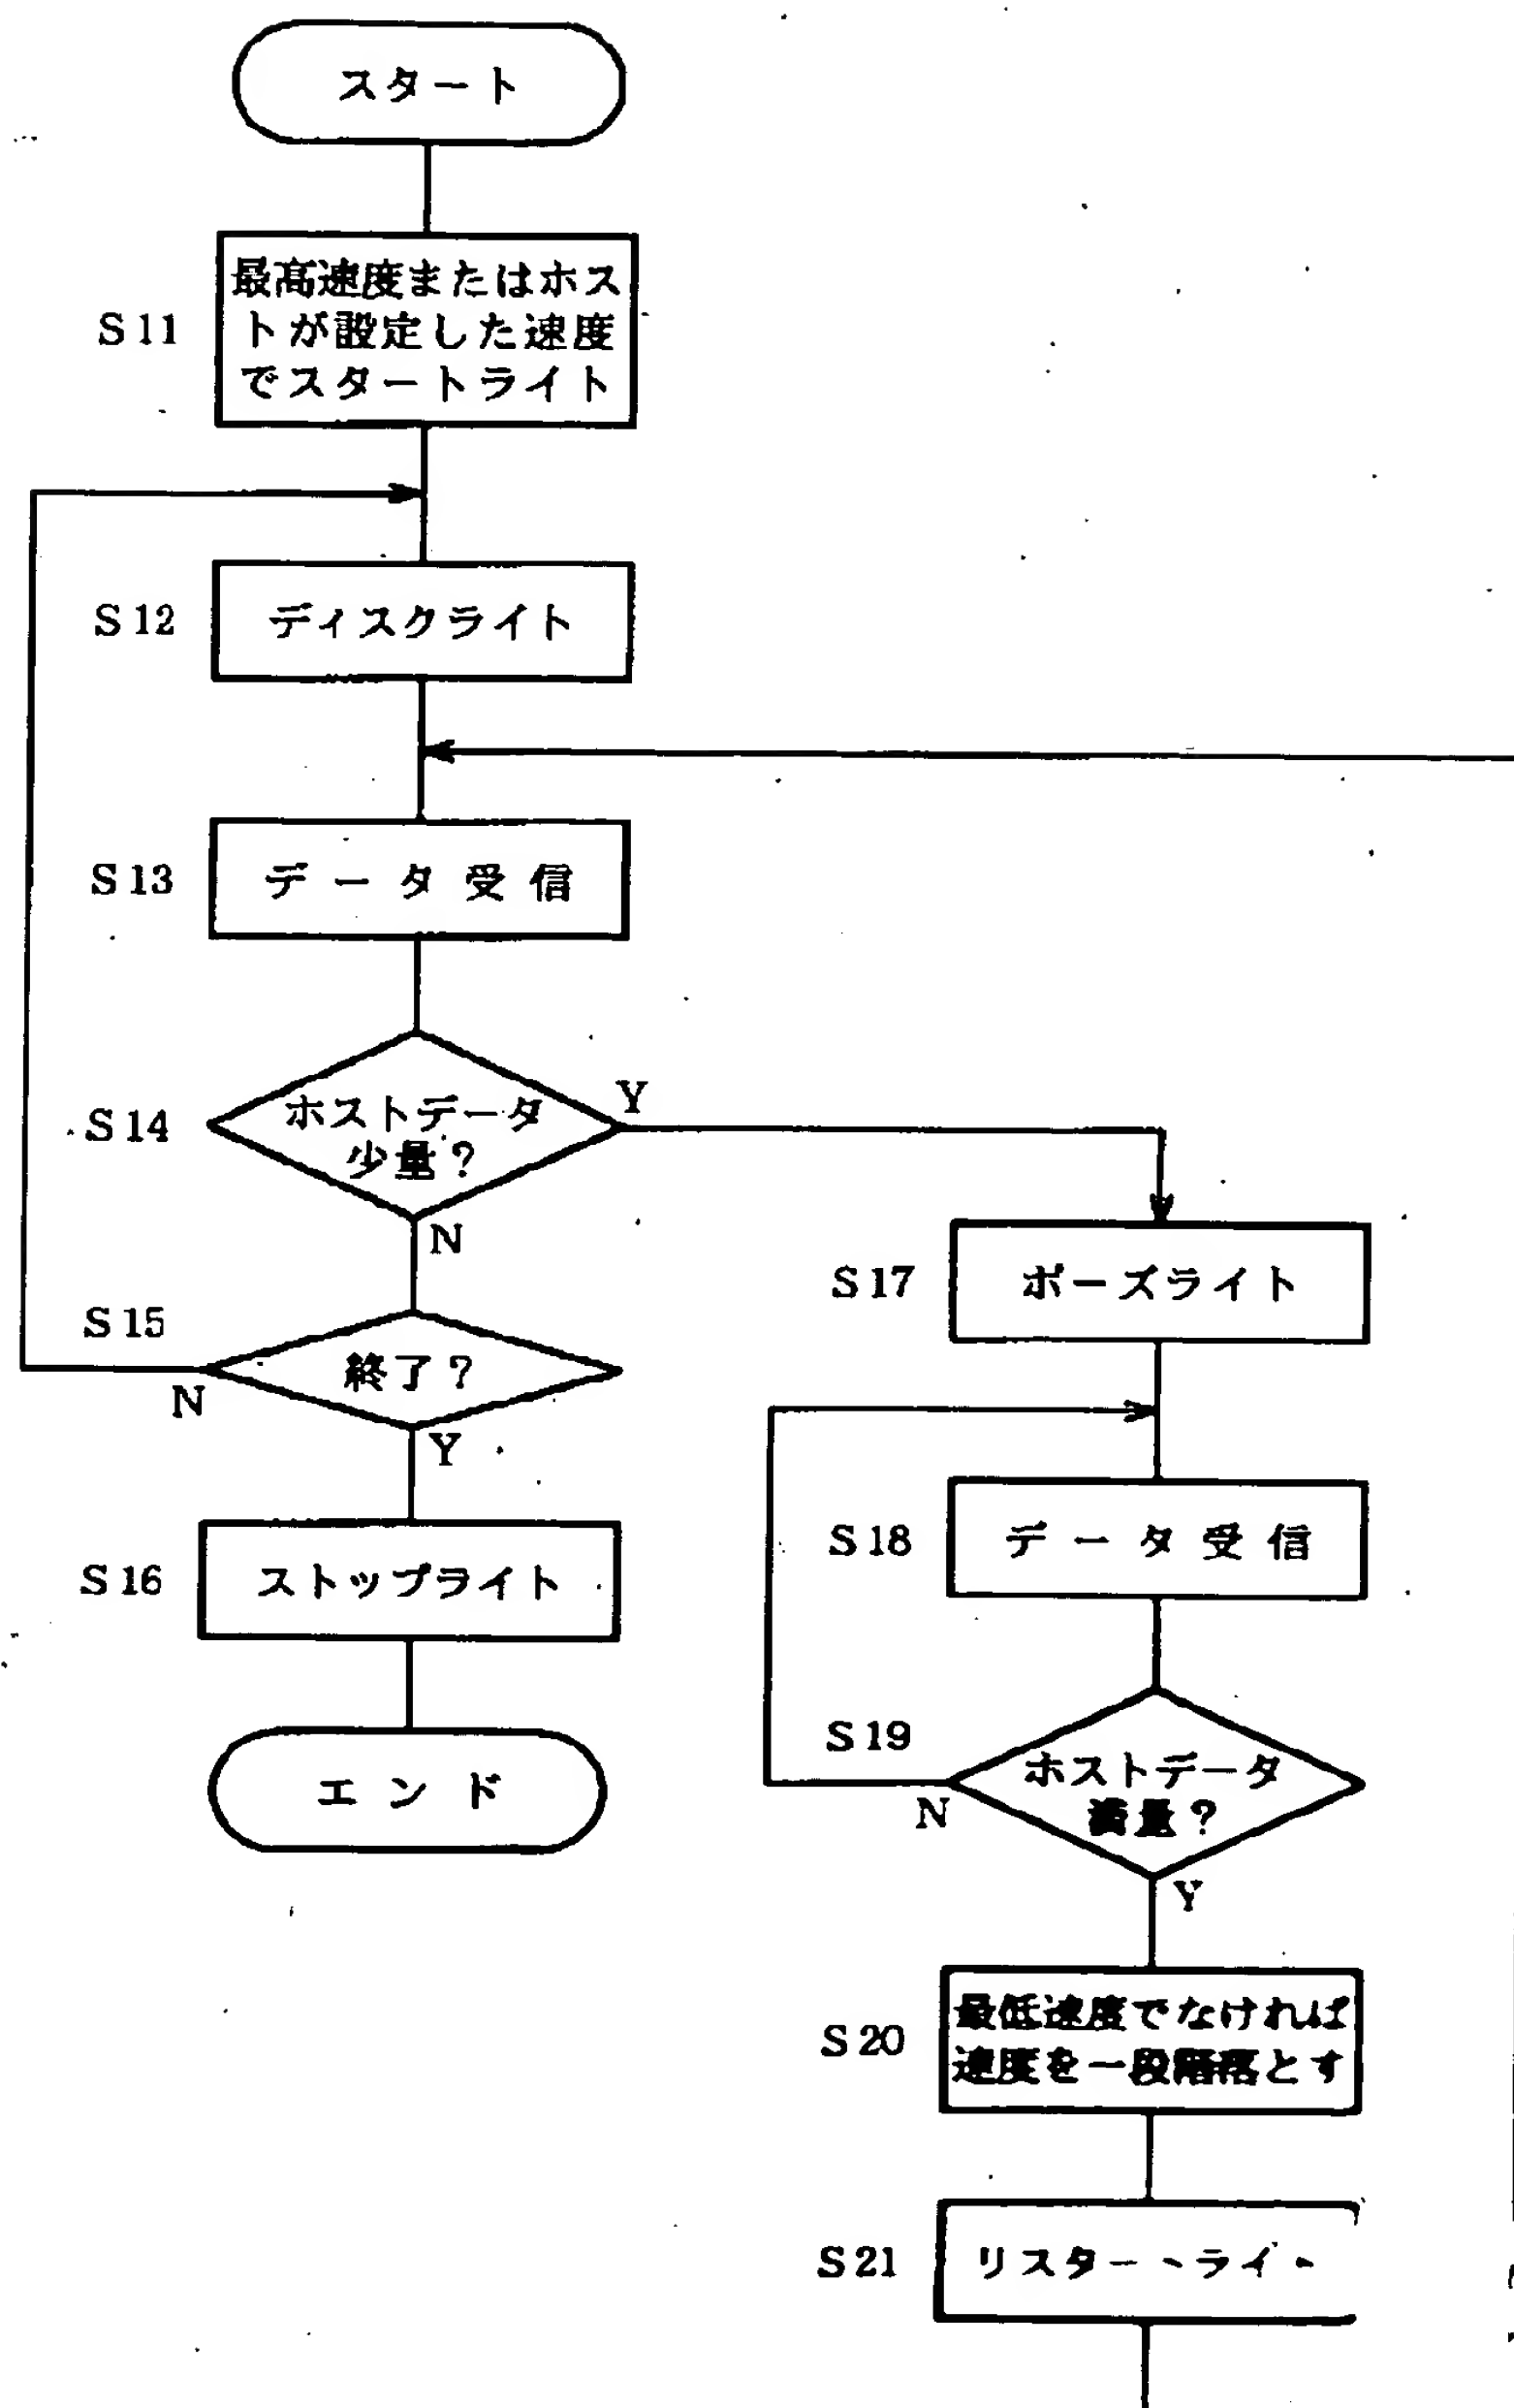 スタート
S11
最高速度またはホス
トが設定した速度
でスタートライト
S12
ディスクライト
S13
データ受信
S14
ホストデータ
少量?
Y
N
S15
終了?
N
Y
S16
ストップライト
エンド
S17
ポーズライト
S18
データ受信
S19
ホストデータ
満量?
N
Y
S20
最低速度でなければ
速度を一段階落とす
S21
リスタートライト